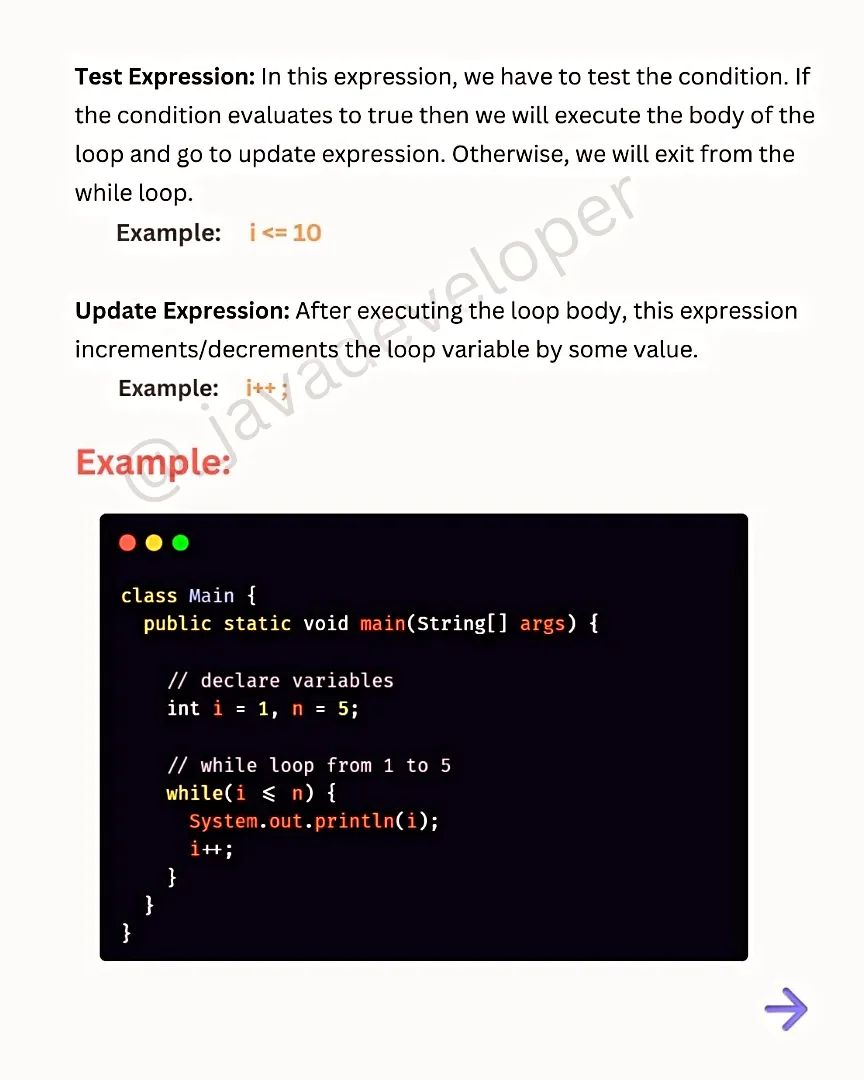 Test Expression: In this expression, we have to test the condition. If
the condition evaluates to true then we will execute the body of the
loop and go to update expression. Otherwise, we will exit from the
while loop.
Example: i <= 10
Update Expression: After executing the loop body, this expression
increments/decrements the loop variable by some value.
Example: i++ ;
@_javadeveloper
Example:
class Main {
public static void main(String[] args) {
// declare variables
int i = 1, n = 5;
// while loop from 1 to 5
while(i <= n) {
System.out.println(i);
i++;
}
}
}